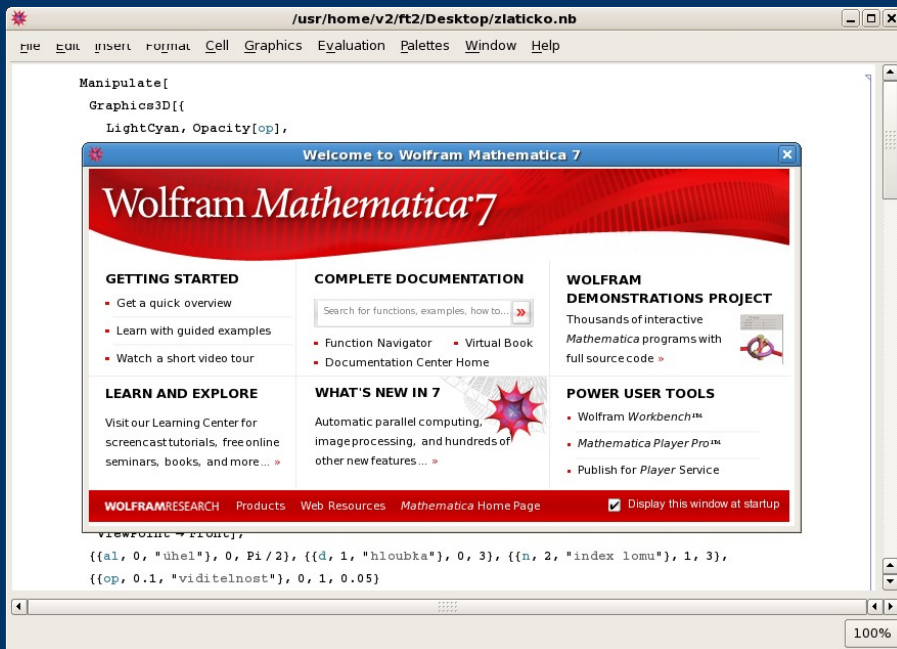 /usr/home/v2/ft2/Desktop/zlaticko.nb
File Edit Insert Format Cell Graphics Evaluation Palettes Window Help
Manipulate[
Graphics3D[{
LightCyan, Opacity[op],
Welcome to Wolfram Mathematica 7
Wolfram Mathematica 7
GETTING STARTED
Get a quick overview
Learn with guided examples
Watch a short video tour
COMPLETE DOCUMENTATION
Search for functions, examples, how to... »
Function Navigator
Virtual Book
Documentation Center Home
WOLFRAM
DEMONSTRATIONS PROJECT
Thousands of interactive
Mathematica programs with
full source code »
LEARN AND EXPLORE
Visit our Learning Center for
screencast tutorials, free online
seminars, books, and more... »
WHAT'S NEW IN 7
Automatic parallel computing,
image processing, and hundreds of
other new features... »
POWER USER TOOLS
Wolfram Workbench™
Mathematica Player Pro™
Publish for Player Service
WOLFRAMRESEARCH Products Web Resources Mathematica Home Page Display this window at startup
ViewPoint → Front],
{{al, 0, "úhel"}, 0, Pi/2}, {{d, 1, "hloubka"}, 0, 3}, {{n, 2, "index lomu"}, 1, 3},
{{op, 0.1, "viditelnost"}, 0, 1, 0.05}
100%